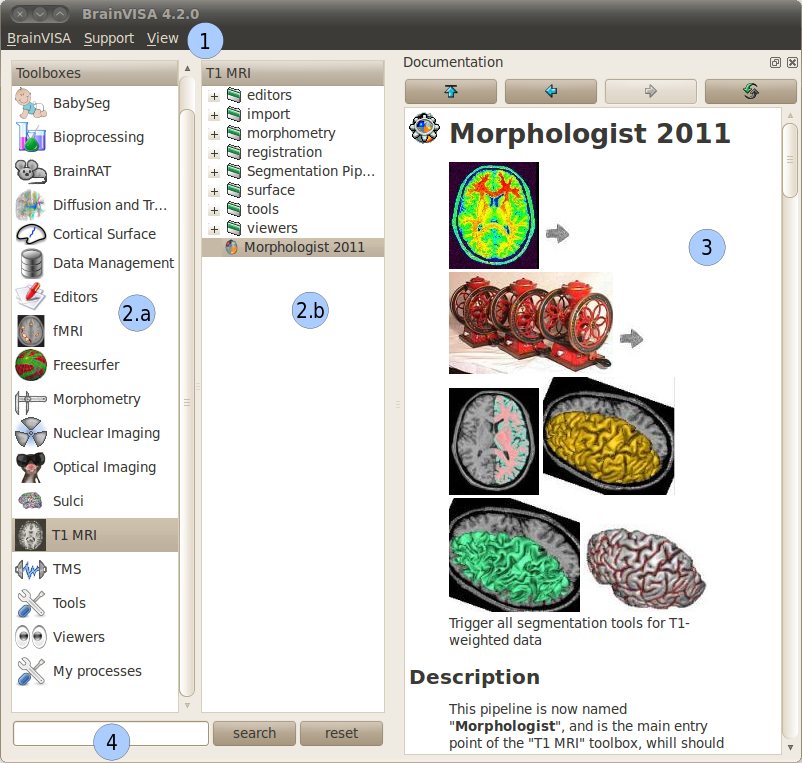 BrainVISA 4.2.0
BrainVISA Support View
1
Toolboxes
BabySeg
Bioprocessing
BrainRAT
Diffusion and Tr...
Cortical Surface
Data Management
Editors
2.a
fMRI
Freesurfer
Morphometry
Nuclear Imaging
Optical Imaging
Sulci
T1 MRI
TMS
Tools
Viewers
My processes
T1 MRI
editors
import
morphometry
registration
Segmentation Pip...
surface
tools
viewers
Morphologist 2011
2.b
4
search reset
Documentation
Morphologist 2011
3
Trigger all segmentation tools for T1-
weighted data
Description
This pipeline is now named
"Morphologist", and is the main entry
point of the "T1 MRI" toolbox, whill should